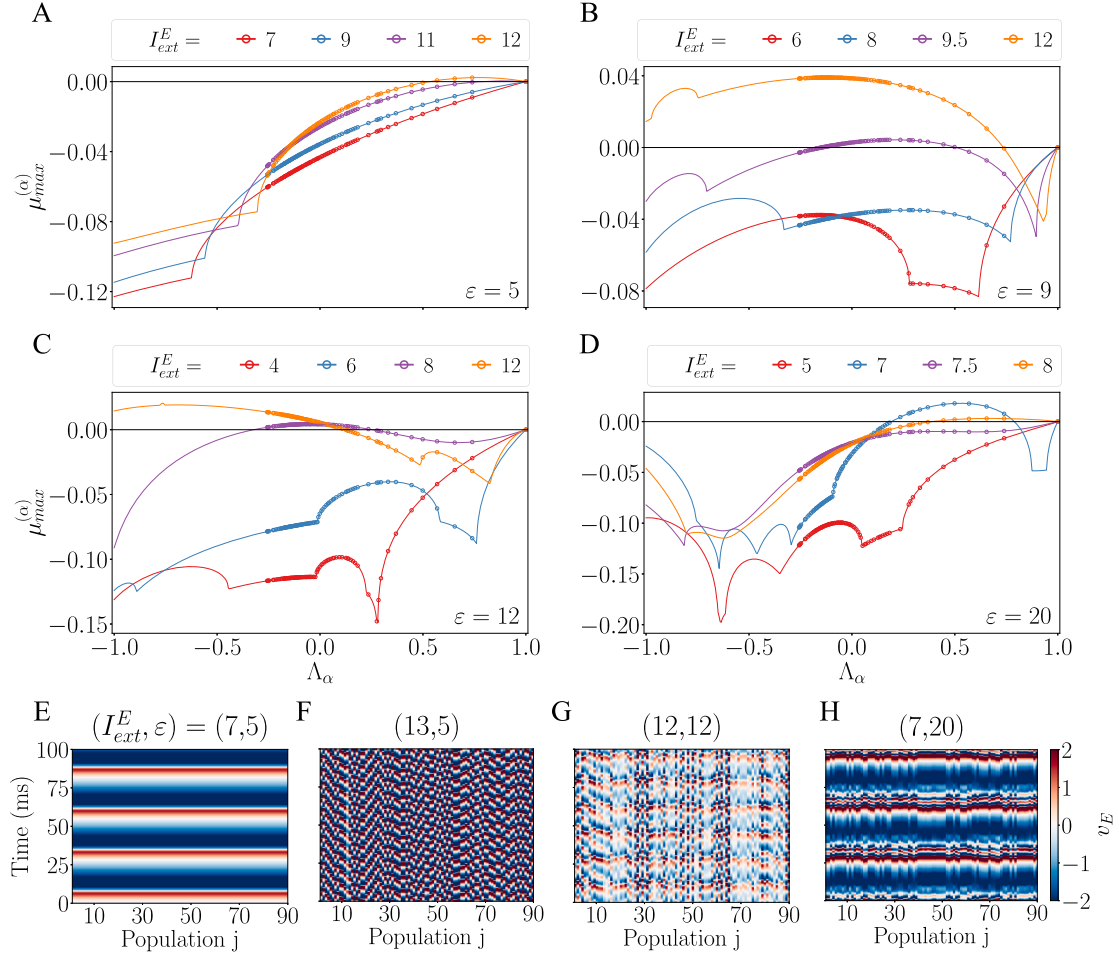 A
I^E_ext = 7 9 11 12
B
I^E_ext = 6 8 9.5 12
0.00
−0.04
−0.08
−0.12
μ^(α)_max
ε = 5
0.04
0.00
−0.04
−0.08
ε = 9
C
I^E_ext = 4 6 8 12
D
I^E_ext = 5 7 7.5 8
0.00
−0.05
−0.10
−0.15
μ^(α)_max
ε = 12
−1.0 −0.5 0.0 0.5 1.0
Λ_α
0.00
−0.05
−0.10
−0.15
−0.20
ε = 20
−1.0 −0.5 0.0 0.5 1.0
Λ_α
E
(I^E_ext, ε) = (7,5)
F
(13,5)
G
(12,12)
H
(7,20)
100
75
50
25
0
Time (ms)
10 30 50 70 90
Population j
10 30 50 70 90
Population j
10 30 50 70 90
Population j
10 30 50 70 90
Population j
2
1
0
−1
−2
v_E